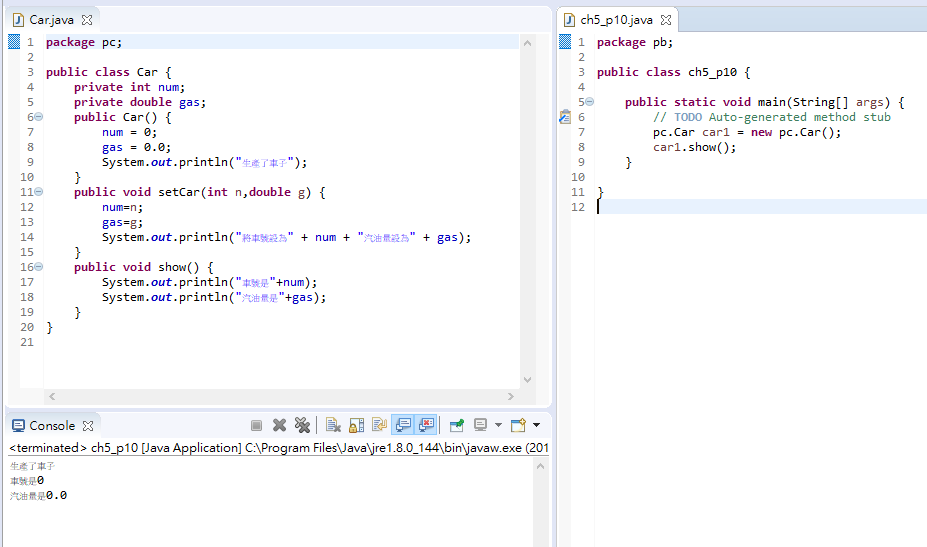 Car.java
1 package pc;
2
3 public class Car {
4     private int num;
5     private double gas;
6     public Car() {
7         num = 0;
8         gas = 0.0;
9         System.out.println("生產了車子");
10     }
11     public void setCar(int n,double g) {
12         num=n;
13         gas=g;
14         System.out.println("將車號設為" + num + "汽油量設為" + gas);
15     }
16     public void show() {
17         System.out.println("車號是"+num);
18         System.out.println("汽油量是"+gas);
19     }
20 }
21
ch5_p10.java
1 package pb;
2
3 public class ch5_p10 {
4
5     public static void main(String[] args) {
6         // TODO Auto-generated method stub
7         pc.Car car1 = new pc.Car();
8         car1.show();
9     }
10
11 }
12
Console
<terminated> ch5_p10 [Java Application] C:\Program Files\Java\jre1.8.0_144\bin\javaw.exe (201
生產了車子
車號是0
汽油量是0.0